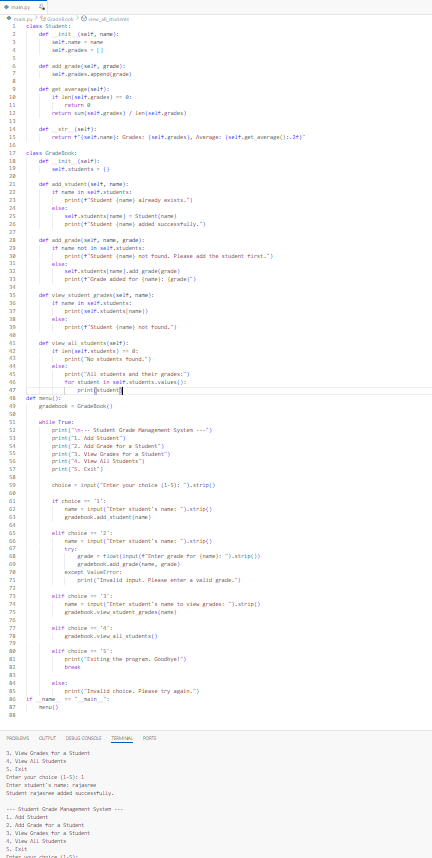 main.py
main.py > GradeBook > view_all_students
1 class Student:
2     def __init__(self, name):
3         self.name = name
4         self.grades = []
5
6     def add_grade(self, grade):
7         self.grades.append(grade)
8
9     def get_average(self):
10         if len(self.grades) == 0:
11             return 0
12         return sum(self.grades) / len(self.grades)
13
14     def __str__(self):
15         return f"{self.name}: Grades: {self.grades}, Average: {self.get_average():.2f}"
16
17 class GradeBook:
18     def __init__(self):
19         self.students = {}
20
21     def add_student(self, name):
22         if name in self.students:
23             print(f"Student {name} already exists.")
24         else:
25             self.students[name] = Student(name)
26             print(f"Student {name} added successfully.")
27
28     def add_grade(self, name, grade):
29         if name not in self.students:
30             print(f"Student {name} not found. Please add the student first.")
31         else:
32             self.students[name].add_grade(grade)
33             print(f"Grade added for {name}: {grade}")
34
35     def view_student_grades(self, name):
36         if name in self.students:
37             print(self.students[name])
38         else:
39             print(f"Student {name} not found.")
40
41     def view_all_students(self):
42         if len(self.students) == 0:
43             print("No students found.")
44         else:
45             print("All students and their grades:")
46             for student in self.students.values():
47                 print(student)
48 def menu():
49     gradebook = GradeBook()
50
51     while True:
52         print("\n--- Student Grade Management System ---")
53         print("1. Add Student")
54         print("2. Add Grade for a Student")
55         print("3. View Grades for a Student")
56         print("4. View All Students")
57         print("5. Exit")
58
59         choice = input("Enter your choice (1-5): ").strip()
60
61         if choice == '1':
62             name = input("Enter student's name: ").strip()
63             gradebook.add_student(name)
64
65         elif choice == '2':
66             name = input("Enter student's name: ").strip()
67             try:
68                 grade = float(input(f"Enter grade for {name}: ").strip())
69                 gradebook.add_grade(name, grade)
70             except ValueError:
71                 print("Invalid input. Please enter a valid grade.")
72
73         elif choice == '3':
74             name = input("Enter student's name to view grades: ").strip()
75             gradebook.view_student_grades(name)
76
77         elif choice == '4':
78             gradebook.view_all_students()
79
80         elif choice == '5':
81             print("Exiting the program. Goodbye!")
82             break
83
84         else:
85             print("Invalid choice. Please try again.")
86 if __name__ == "__main__":
87     menu()
88
PROBLEMS OUTPUT DEBUG CONSOLE TERMINAL PORTS
3. View Grades for a Student
4. View All Students
5. Exit
Enter your choice (1-5): 1
Enter student's name: rajasree
Student rajasree added successfully.

--- Student Grade Management System ---
1. Add Student
2. Add Grade for a Student
3. View Grades for a Student
4. View All Students
5. Exit
Enter your choice (1-5):